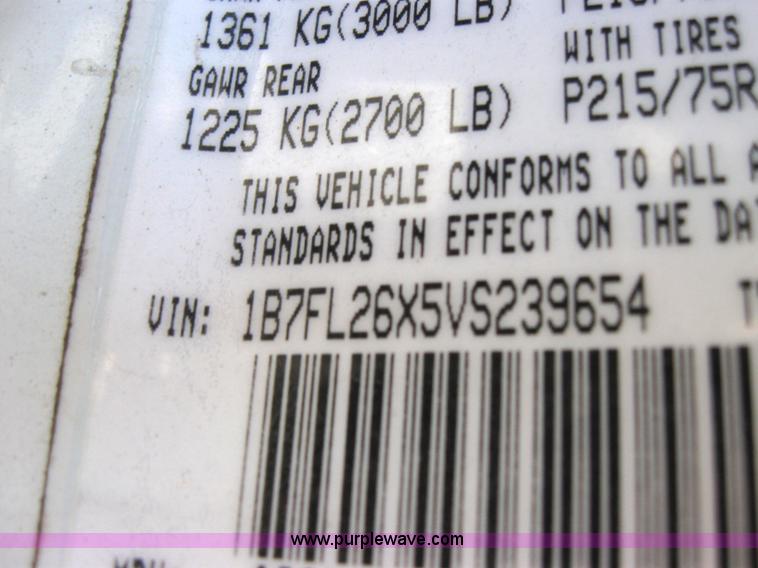 1361 KG(3000 LB)
WITH TIRES
GAWR REAR
1225 KG(2700 LB) P215/75R
THIS VEHICLE CONFORMS TO ALL
STANDARDS IN EFFECT ON THE DA
VIN: 1B7FL26X5VS239654
www.purplewave.com